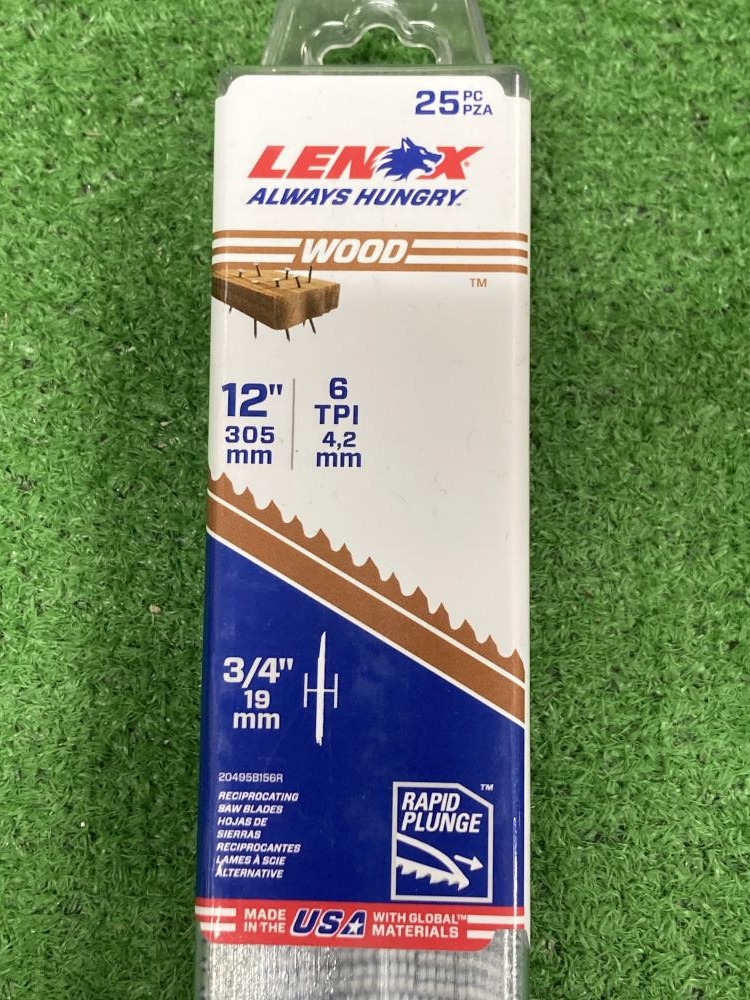 25 PC
PZA
LENOX
ALWAYS HUNGRY™
WOOD
™
12"
305
mm
6
TPI
4,2
mm
3/4"
19
mm
20495B156R
RECIPROCATING
SAW BLADES
HOJAS DE
SIERRAS
RECIPROCANTES
LAMES À SCIE
ALTERNATIVE
™
RAPID
PLUNGE
MADE
IN THE
USA
WITH GLOBAL™
MATERIALS